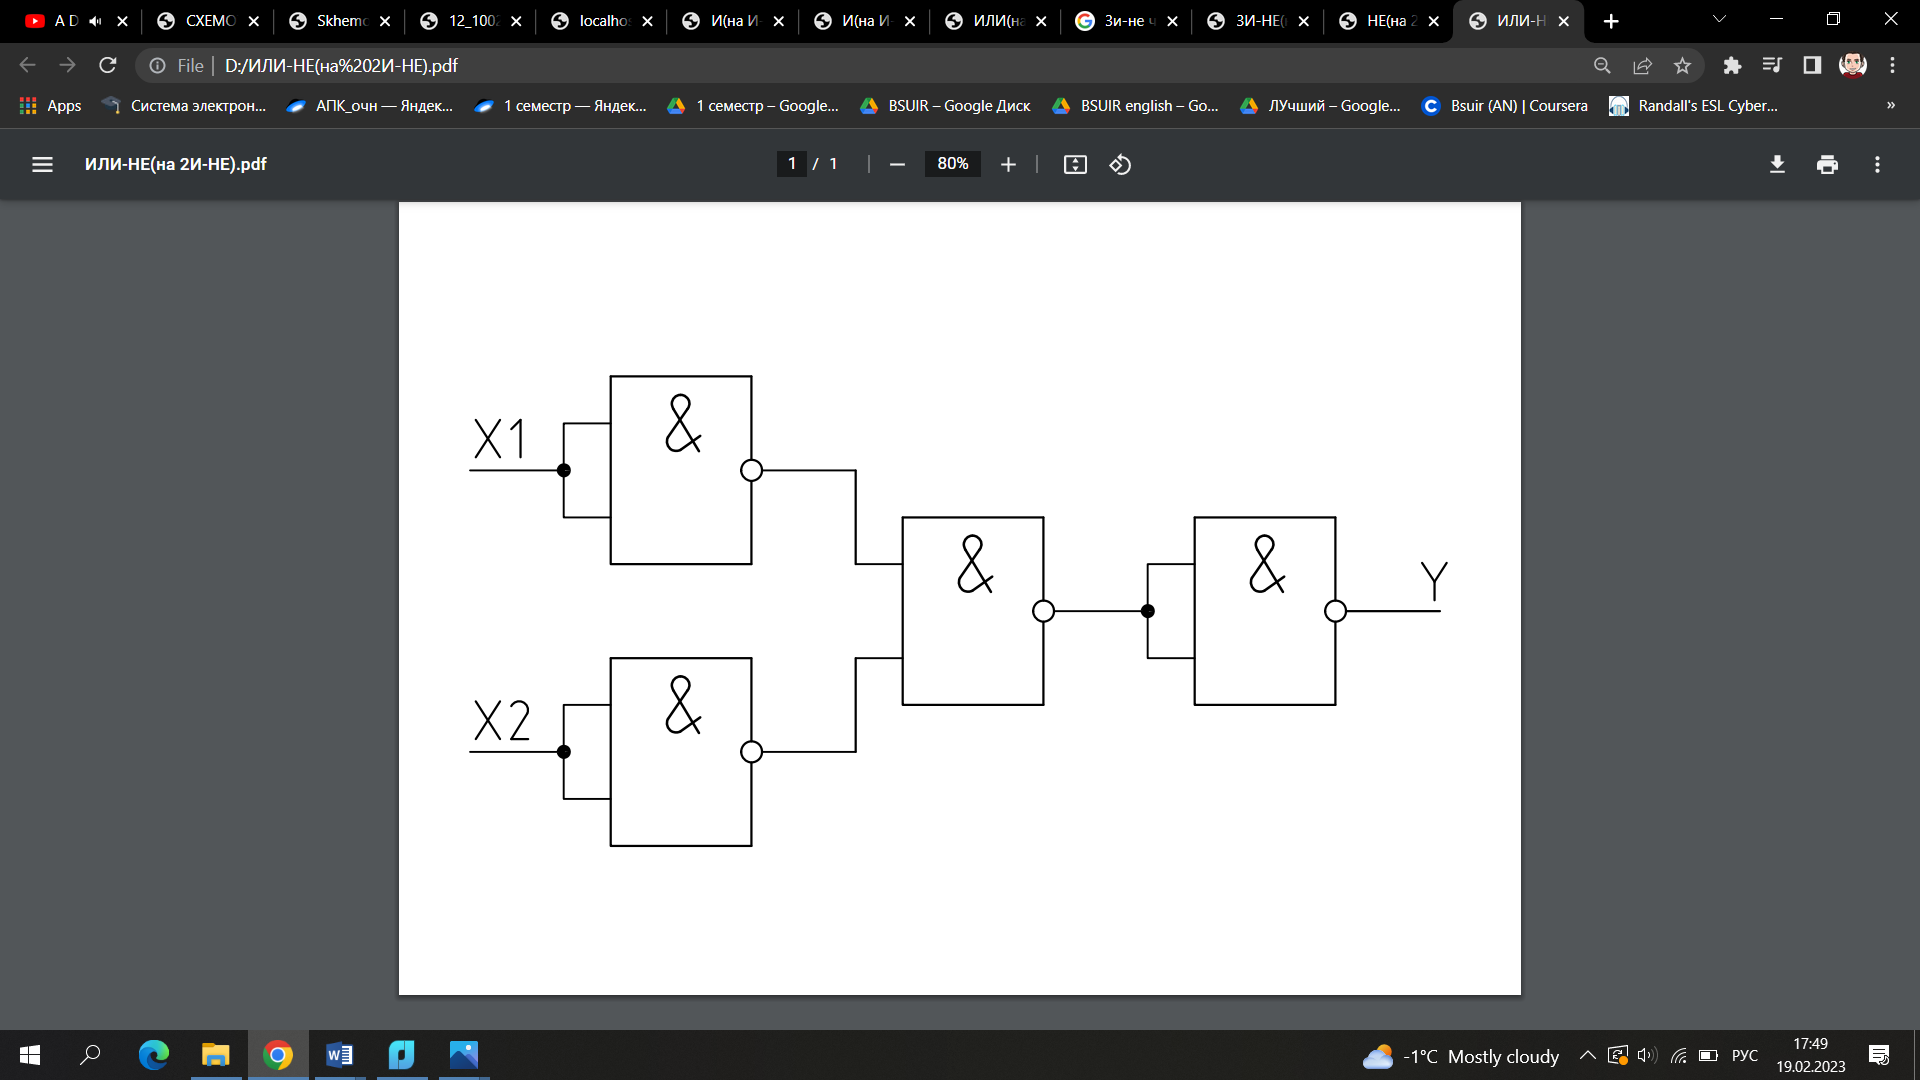 A D
СХЕМО
Skhemo
12_100
localho
И(на И-
И(на И-
ИЛИ(на
3и-не ч
3И-НЕ(
НЕ(на 2
ИЛИ-Н
File
D:/ИЛИ-НЕ(на%202И-НЕ).pdf
Apps
Система электрон...
АПК_очн — Яндек...
1 семестр — Яндек...
1 семестр – Google...
BSUIR – Google Диск
BSUIR english – Go...
ЛУчший – Google...
Bsuir (AN) | Coursera
Randall's ESL Cyber...
»
ИЛИ-НЕ(на 2И-НЕ).pdf
1 / 1
80%
&
X1
&
&
Y
&
X2
-1°C Mostly cloudy
РУС
17:49
19.02.2023